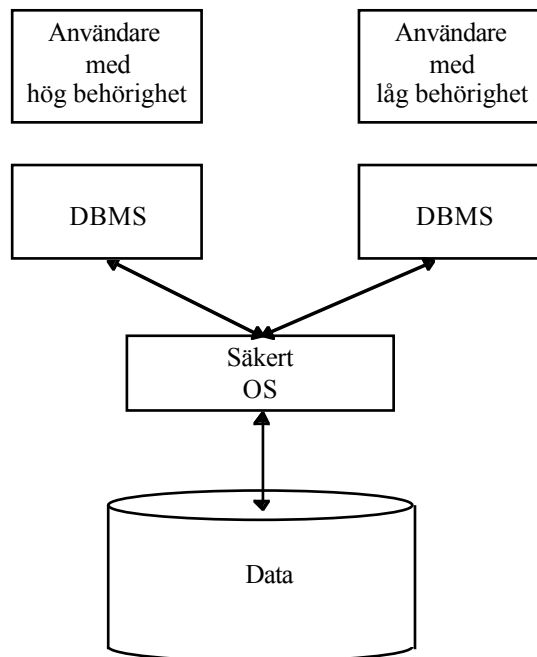 Användare
med
hög behörighet
Användare
med
låg behörighet
DBMS
DBMS
Säkert
OS
Data